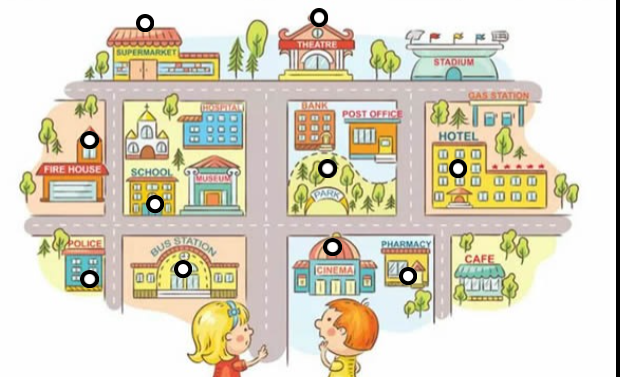 SUPERMARKET
THEATRE
STADIUM
GAS STATION
HOSPITAL
BANK
POST OFFICE
HOTEL
FIRE HOUSE
SCHOOL
MUSEUM
PARK
POLICE
BUS STATION
CINEMA
PHARMACY
CAFE